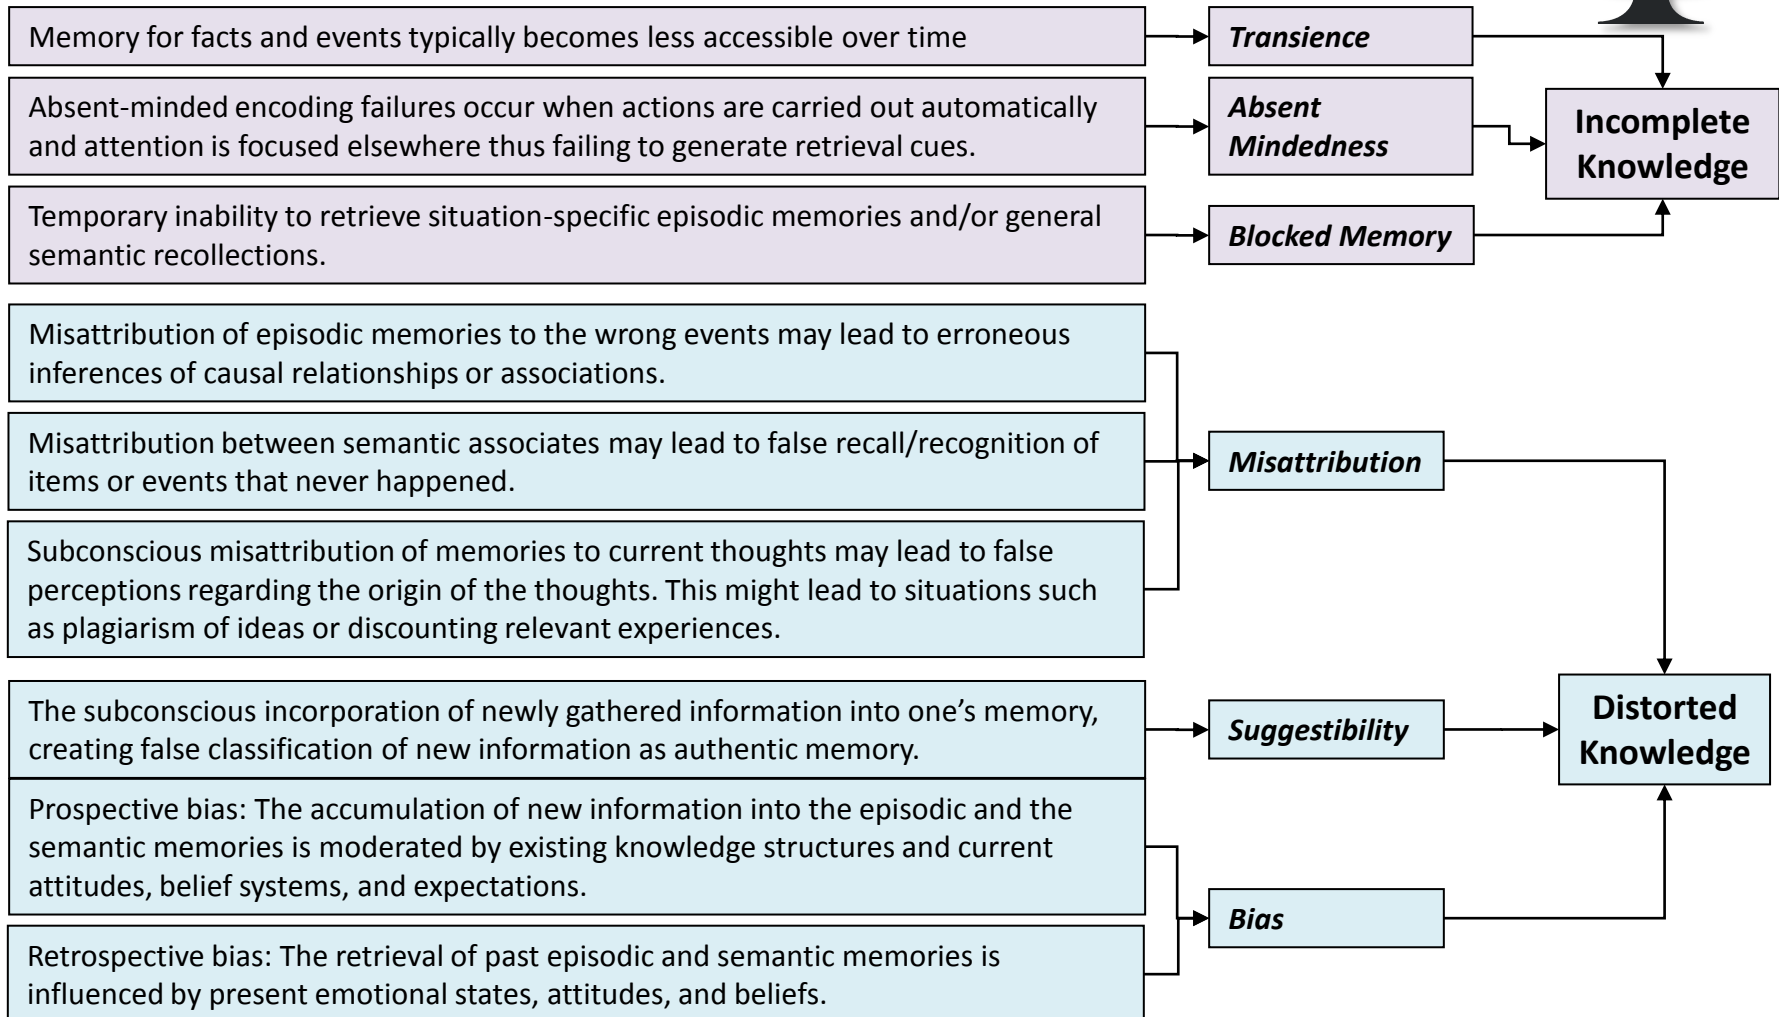 Memory for facts and events typically becomes less accessible over time
Transience
Absent-minded encoding failures occur when actions are carried out automatically
and attention is focused elsewhere thus failing to generate retrieval cues.
Absent
Mindedness
Incomplete
Knowledge
Temporary inability to retrieve situation-specific episodic memories and/or general
semantic recollections.
Blocked Memory
Misattribution of episodic memories to the wrong events may lead to erroneous
inferences of causal relationships or associations.
Misattribution between semantic associates may lead to false recall/recognition of
items or events that never happened.
Misattribution
Subconscious misattribution of memories to current thoughts may lead to false
perceptions regarding the origin of the thoughts. This might lead to situations such
as plagiarism of ideas or discounting relevant experiences.
The subconscious incorporation of newly gathered information into one’s memory,
creating false classification of new information as authentic memory.
Suggestibility
Distorted
Knowledge
Prospective bias: The accumulation of new information into the episodic and the
semantic memories is moderated by existing knowledge structures and current
attitudes, belief systems, and expectations.
Bias
Retrospective bias: The retrieval of past episodic and semantic memories is
influenced by present emotional states, attitudes, and beliefs.